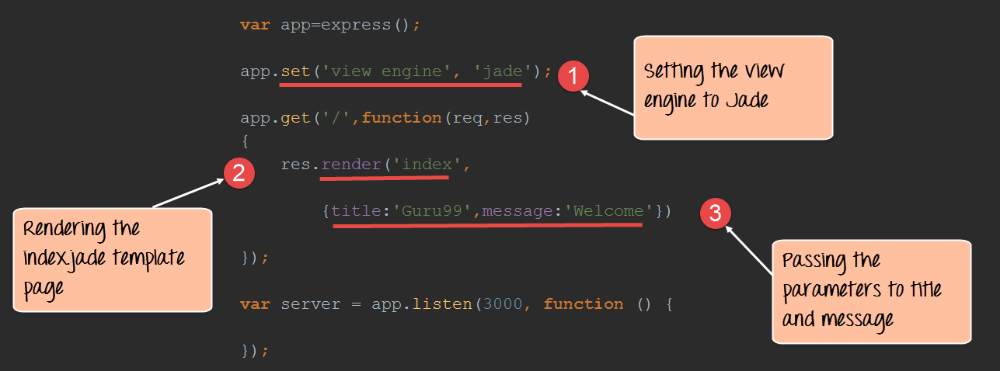 var app=express();
app.set('view engine', 'jade');
1
Setting the view
engine to Jade
app.get('/',function(req,res)
{
2
res.render('index',
Rendering the
index.jade template
page
{title:'Guru99',message:'Welcome'})
3
Passing the
parameters to title
and message
});
var server = app.listen(3000, function () {
});